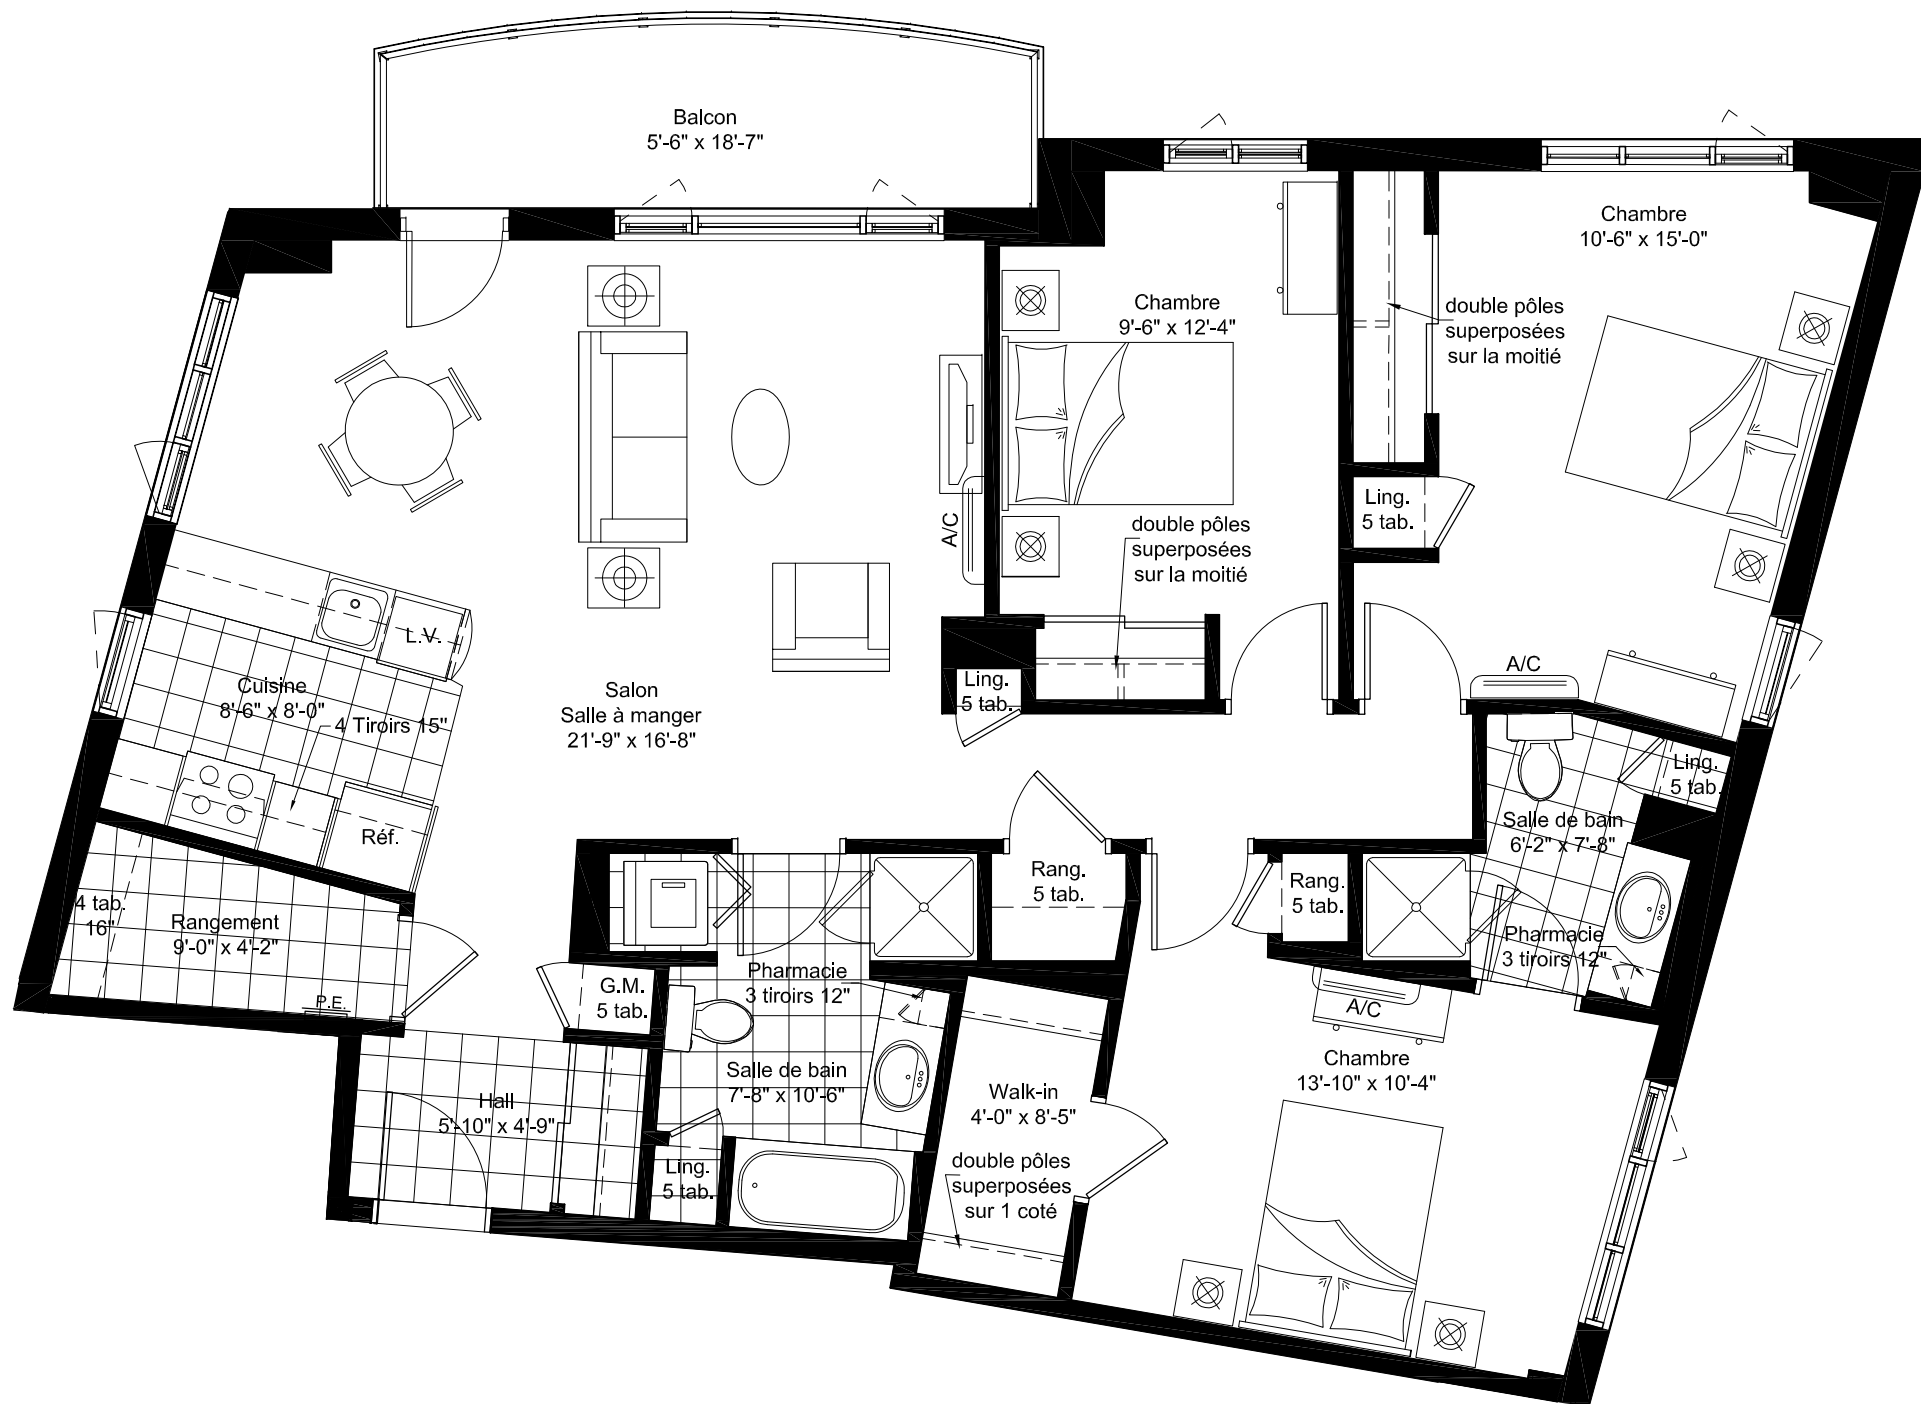 Balcon
5'-6" x 18'-7"
Chambre
10'-6" x 15'-0"
Chambre
9'-6" x 12'-4"
double pôles
superposées
sur la moitié
double pôles
superposées
sur la moitié
Ling.
5 tab.
A/C
L.V.
Cuisine
8'-6" x 8'-0"
4 Tiroirs 15"
Réf.
Salon
Salle à manger
21'-9" x 16'-8"
Ling.
5 tab.
A/C
Ling.
5 tab.
Salle de bain
6'-2" x 7'-8"
Pharmacie
3 tiroirs 12"
Rang.
5 tab.
Rang.
5 tab.
4 tab.
16"
Rangement
9'-0" x 4'-2"
P.E.
G.M.
5 tab.
Pharmacie
3 tiroirs 12"
Salle de bain
7'-8" x 10'-6"
Hall
5'-10" x 4'-9"
Ling.
5 tab.
Walk-in
4'-0" x 8'-5"
double pôles
superposées
sur 1 coté
A/C
Chambre
13'-10" x 10'-4"